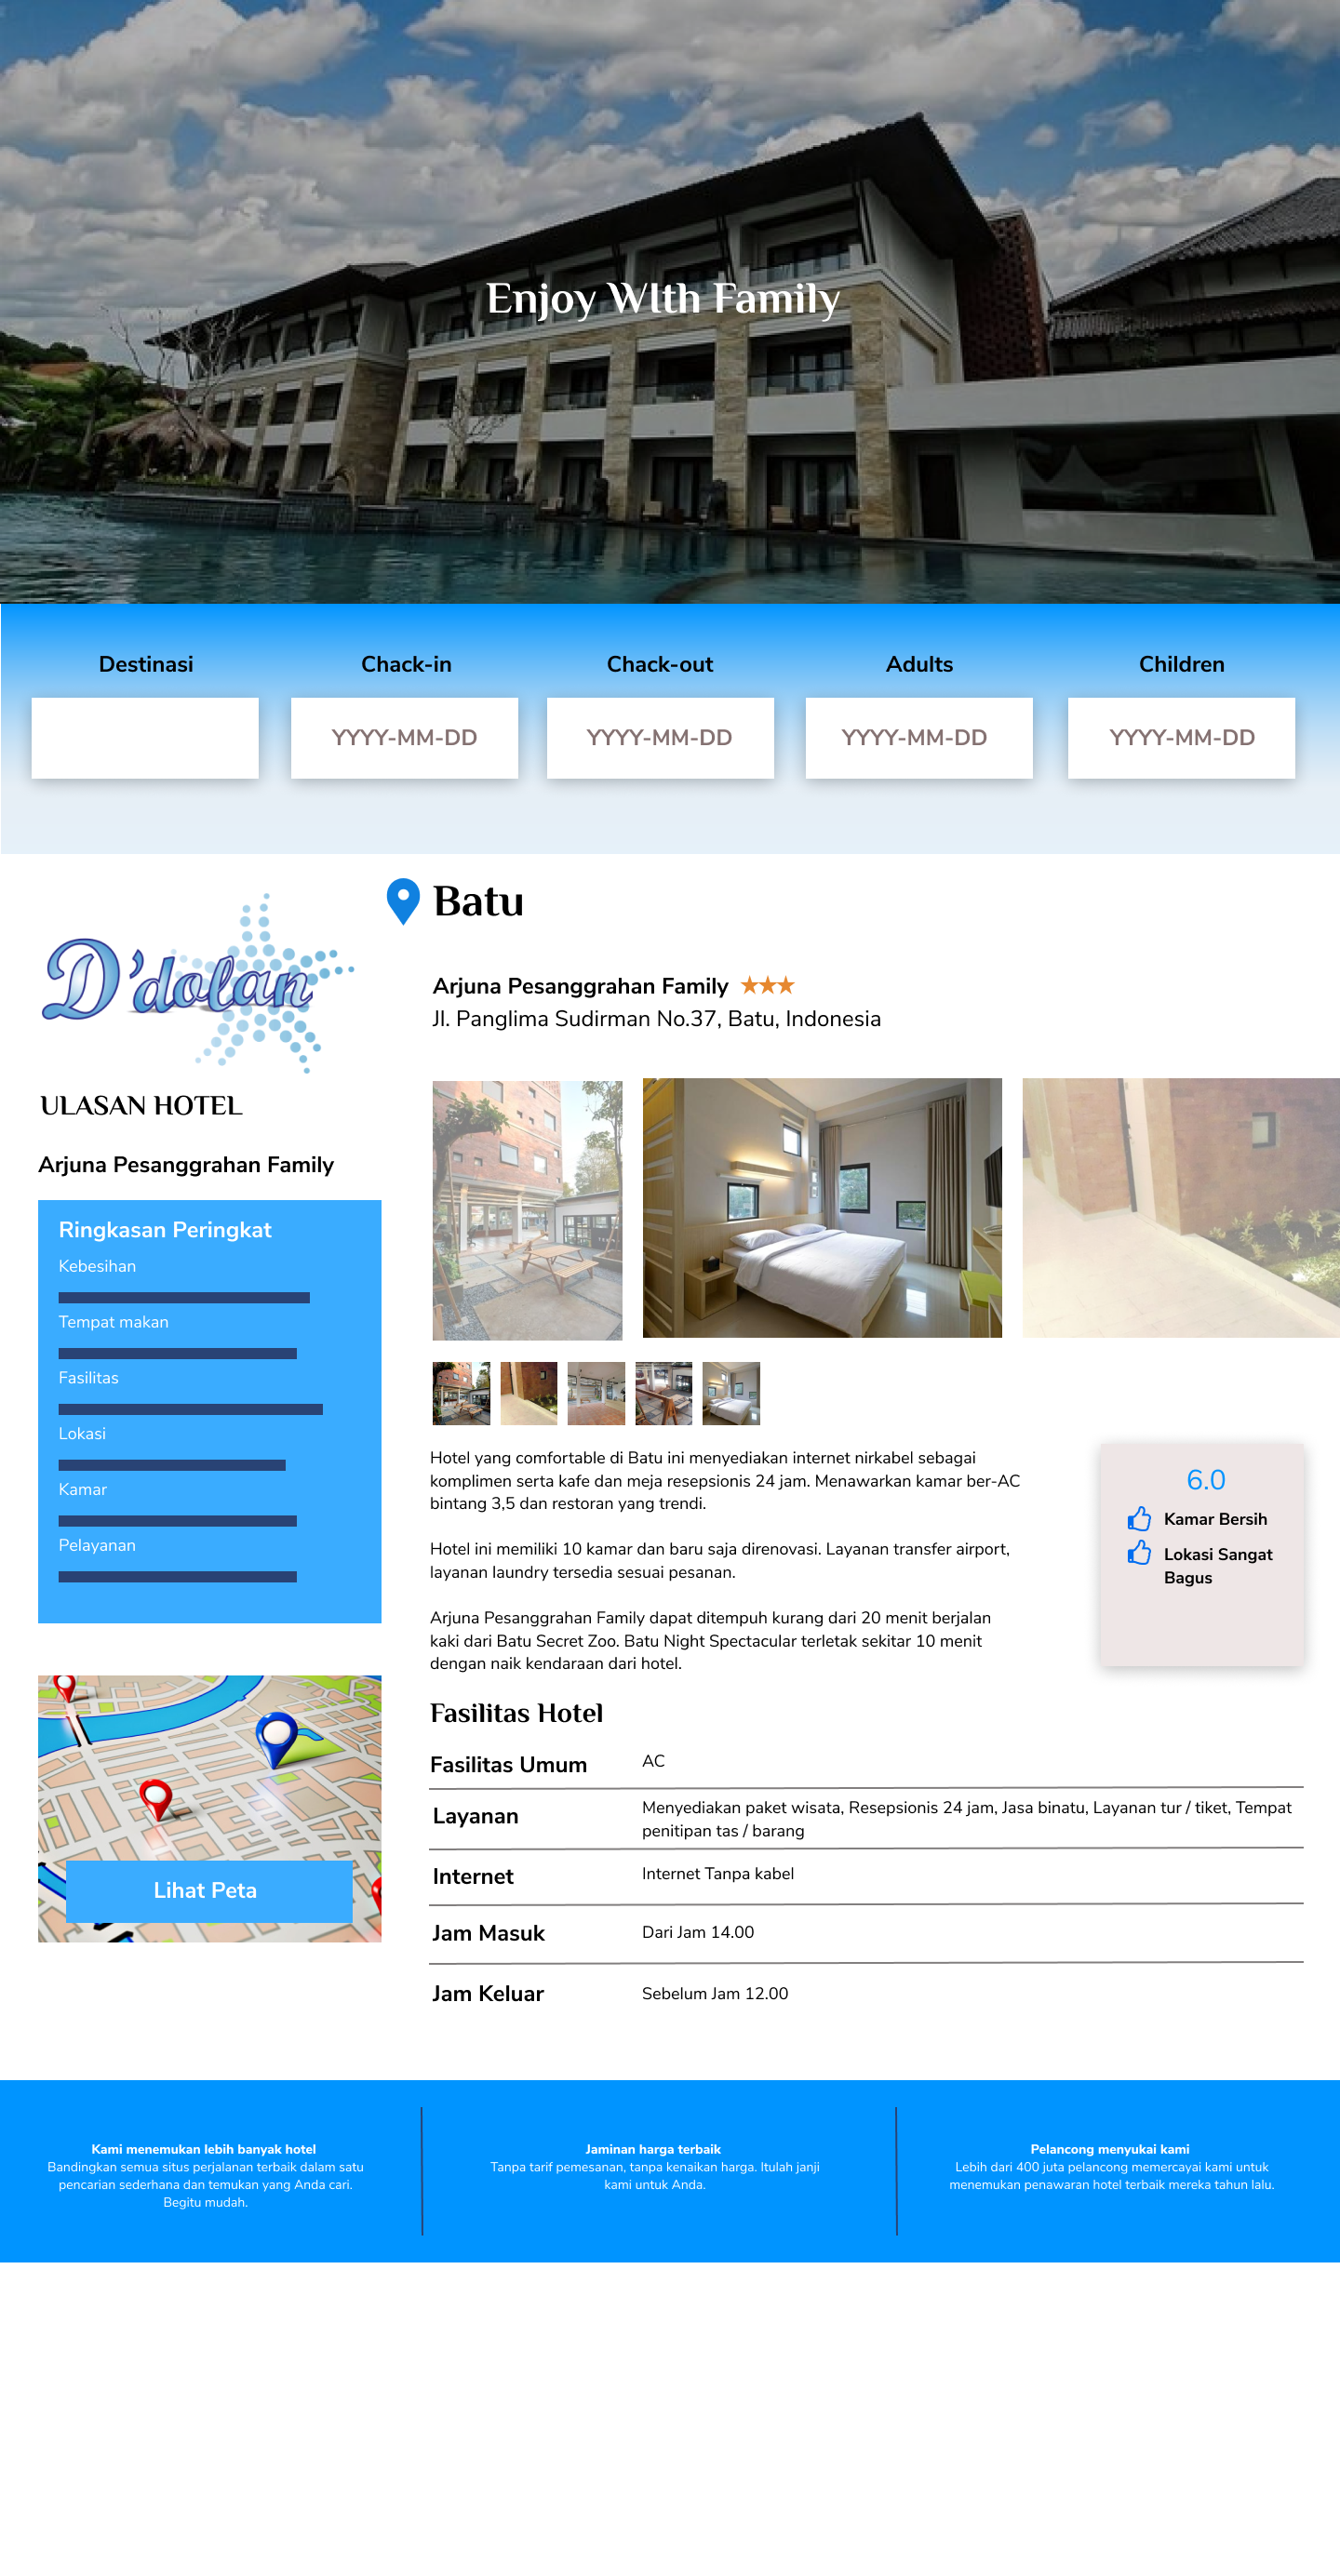 Enjoy WIth Family
Destinasi
Chack-in
Chack-out
Adults
Children
YYYY-MM-DD
YYYY-MM-DD
YYYY-MM-DD
YYYY-MM-DD
D'dolan
ULASAN HOTEL
Arjuna Pesanggrahan Family
Ringkasan Peringkat
Kebesihan
Tempat makan
Fasilitas
Lokasi
Kamar
Pelayanan
Lihat Peta
Batu
Arjuna Pesanggrahan Family ★★★
Jl. Panglima Sudirman No.37, Batu, Indonesia
Hotel yang comfortable di Batu ini menyediakan internet nirkabel sebagai
komplimen serta kafe dan meja resepsionis 24 jam. Menawarkan kamar ber-AC
bintang 3,5 dan restoran yang trendi.
Hotel ini memiliki 10 kamar dan baru saja direnovasi. Layanan transfer airport,
layanan laundry tersedia sesuai pesanan.
Arjuna Pesanggrahan Family dapat ditempuh kurang dari 20 menit berjalan
kaki dari Batu Secret Zoo. Batu Night Spectacular terletak sekitar 10 menit
dengan naik kendaraan dari hotel.
6.0
Kamar Bersih
Lokasi Sangat
Bagus
Fasilitas Hotel
Fasilitas Umum
AC
Layanan
Menyediakan paket wisata, Resepsionis 24 jam, Jasa binatu, Layanan tur / tiket, Tempat
penitipan tas / barang
Internet
Internet Tanpa kabel
Jam Masuk
Dari Jam 14.00
Jam Keluar
Sebelum Jam 12.00
Kami menemukan lebih banyak hotel
Bandingkan semua situs perjalanan terbaik dalam satu
pencarian sederhana dan temukan yang Anda cari.
Begitu mudah.
Jaminan harga terbaik
Tanpa tarif pemesanan, tanpa kenaikan harga. Itulah janji
kami untuk Anda.
Pelancong menyukai kami
Lebih dari 400 juta pelancong memercayai kami untuk
menemukan penawaran hotel terbaik mereka tahun lalu.